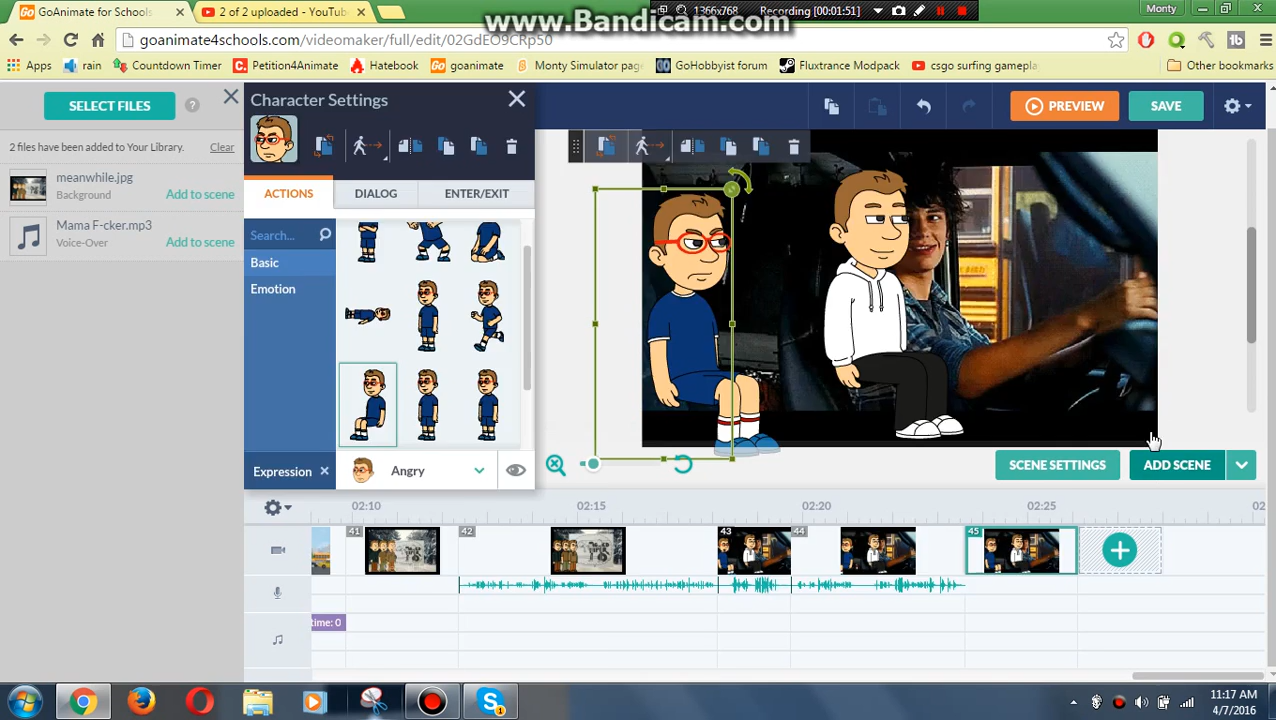 GoAnimate for Schools
2 of 2 uploaded - YouTube
1366x768
Recording [00:01:51]
Monty
www.Bandicam.com
goanimate4schools.com/videomaker/full/edit/02GdEO9CRp50
Apps
rain
Countdown Timer
Petition4Animate
Hatebook
goanimate
Monty Simulator page
GoHobbyist forum
Fluxtrance Modpack
csgo surfing gamepla
Other bookmarks
SELECT FILES
?
Character Settings
PREVIEW
SAVE
2 files have been added to Your Library.
Clear
meanwhile.jpg
Background
Add to scene
Mama F-cker.mp3
Voice-Over
Add to scene
ACTIONS
DIALOG
ENTER/EXIT
Search...
Basic
Emotion
Expression
Angry
SCENE SETTINGS
ADD SCENE
02:10
02:15
02:20
02:25
02
41
42
43
44
45
time: 0
11:17 AM
4/7/2016